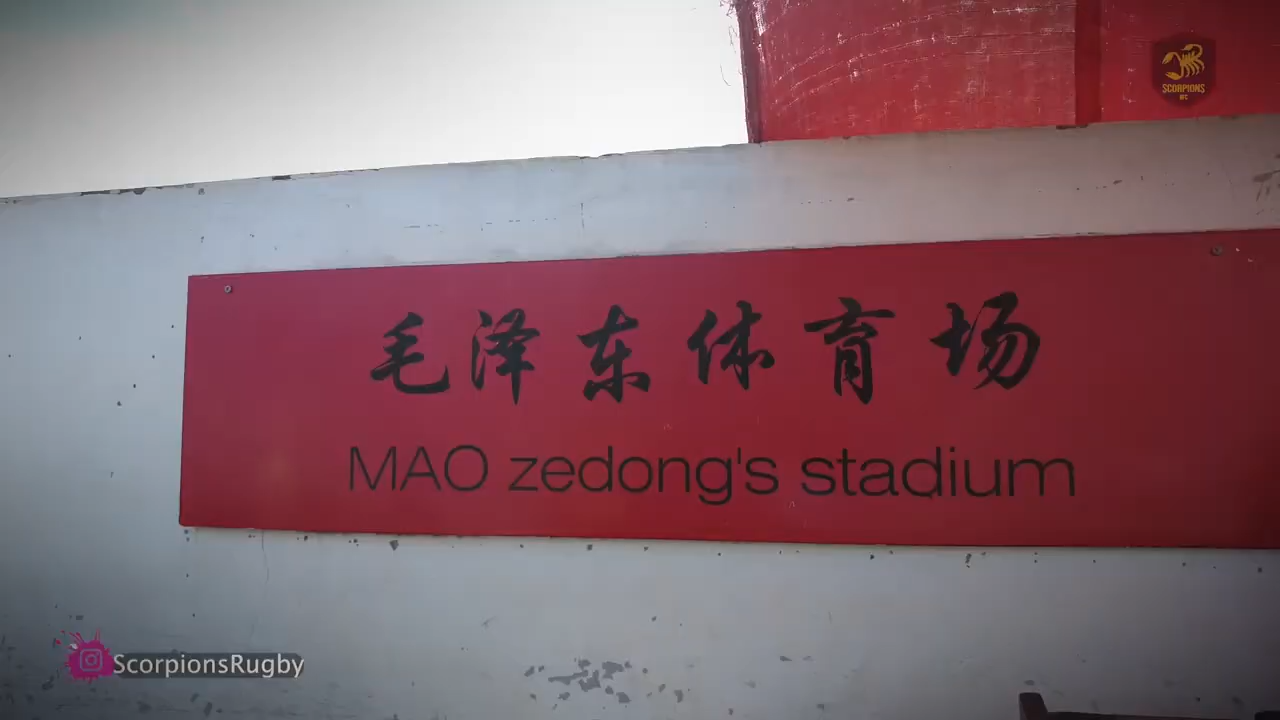 SCORPIONS
RFC
毛泽东体育场
MAO zedong's stadium
ScorpionsRugby